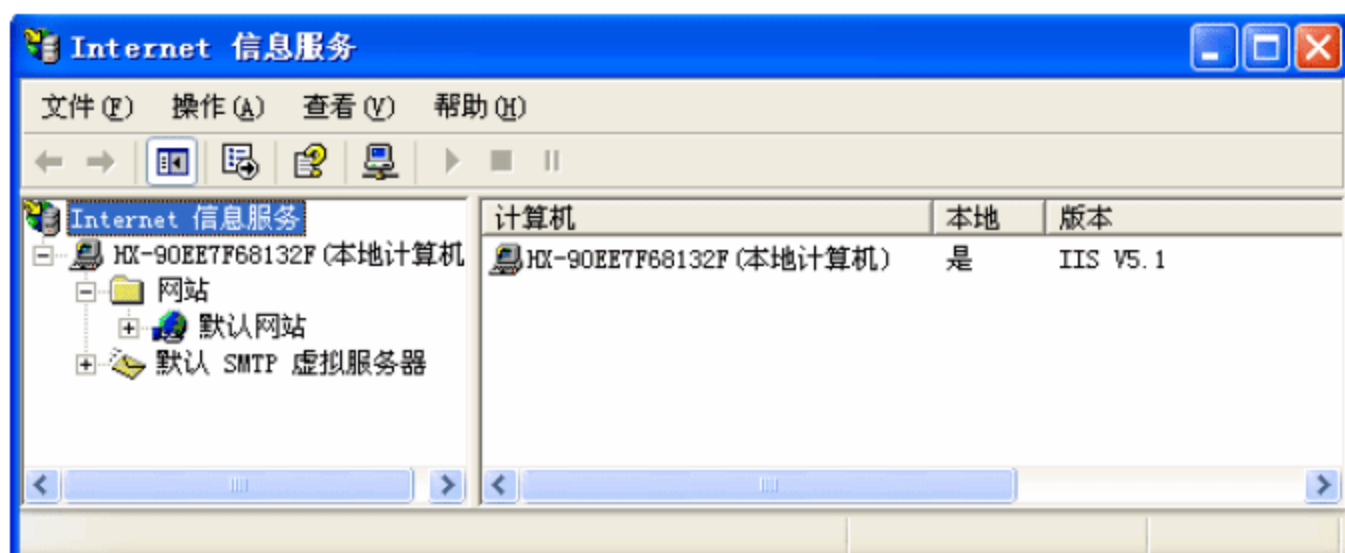 Internet 信息服务
文件(F) 操作(A) 查看(V) 帮助(H)
Internet 信息服务
HX-90EE7F68132F(本地计算机
网站
默认网站
默认 SMTP 虚拟服务器
计算机 本地 版本
HX-90EE7F68132F(本地计算机) 是 IIS V5.1